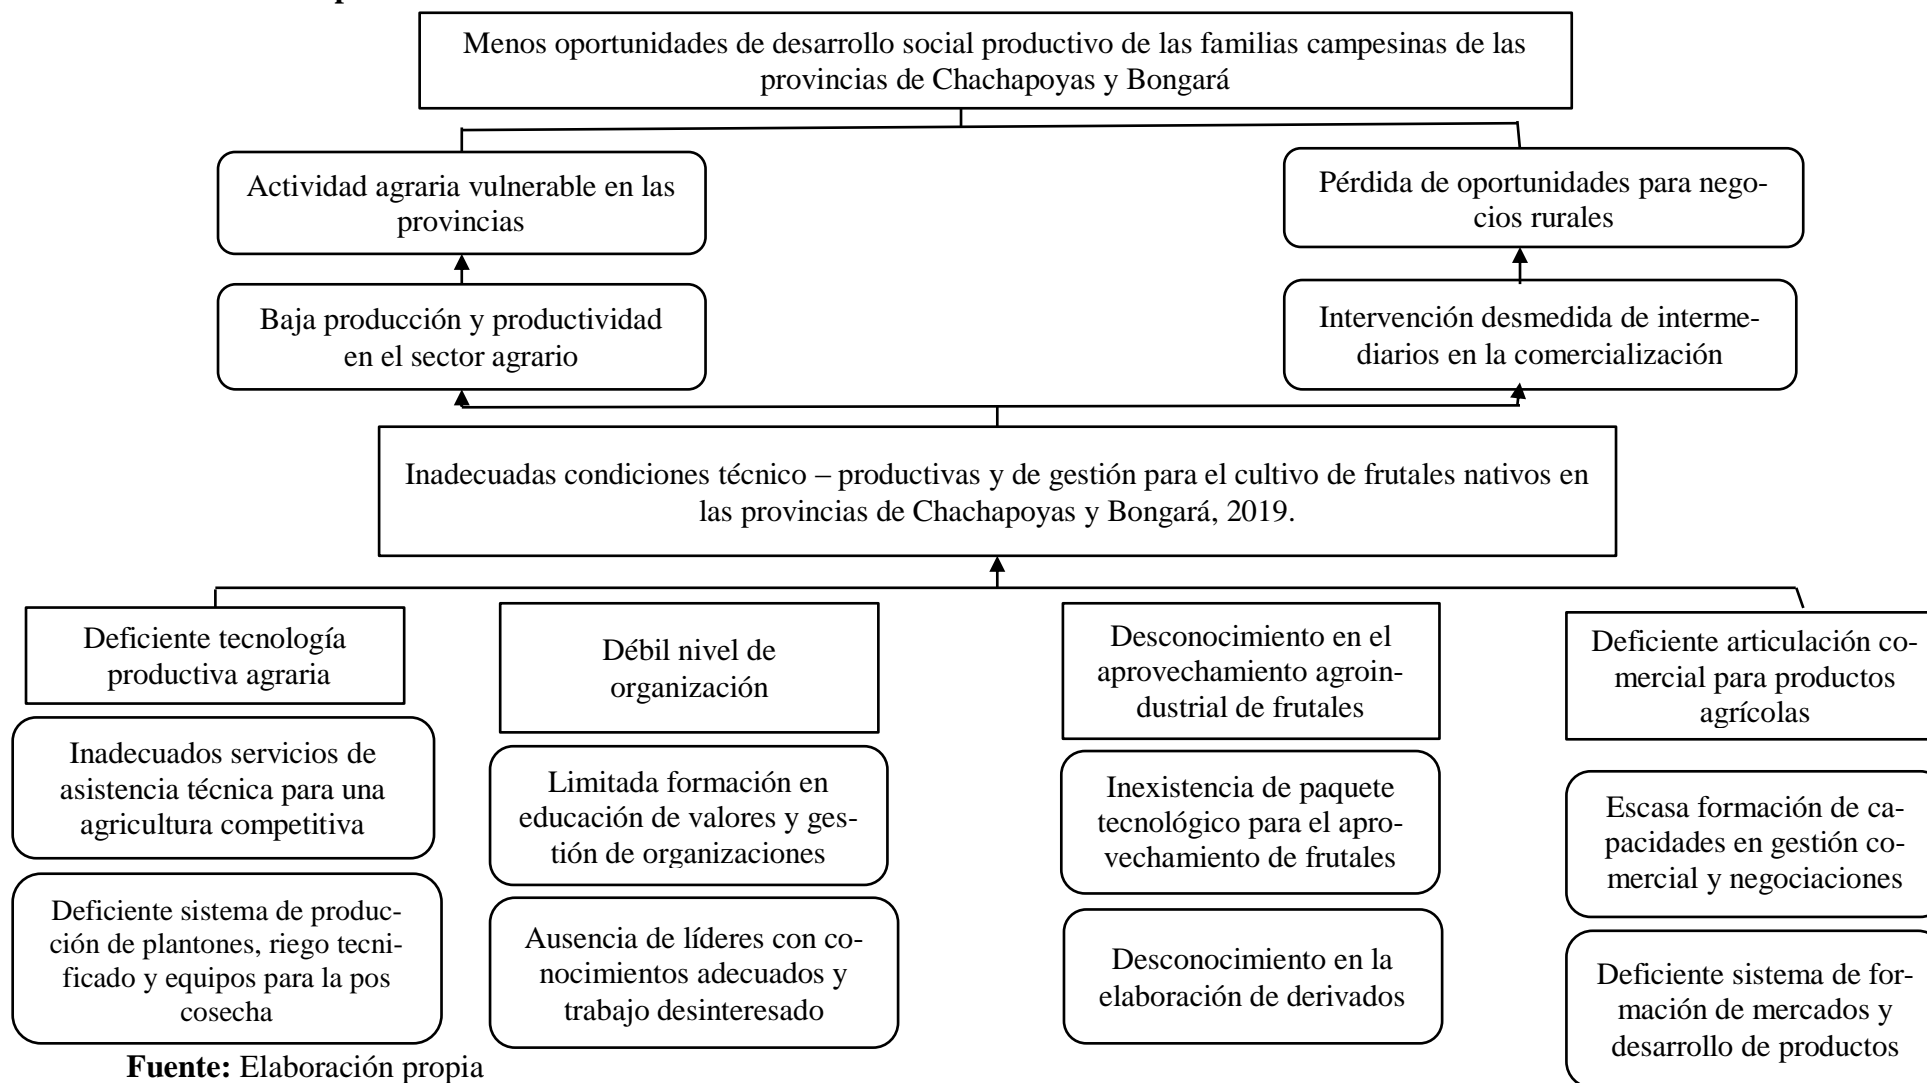 Menos oportunidades de desarrollo social productivo de las familias campesinas de las
provincias de Chachapoyas y Bongará
Actividad agraria vulnerable en las
provincias
Pérdida de oportunidades para nego-
cios rurales
Baja producción y productividad
en el sector agrario
Intervención desmedida de interme-
diarios en la comercialización
Inadecuadas condiciones técnico – productivas y de gestión para el cultivo de frutales nativos en
las provincias de Chachapoyas y Bongará, 2019.
Deficiente tecnología
productiva agraria
Débil nivel de
organización
Desconocimiento en el
aprovechamiento agroin-
dustrial de frutales
Deficiente articulación co-
mercial para productos
agrícolas
Inadecuados servicios de
asistencia técnica para una
agricultura competitiva
Limitada formación en
educación de valores y ges-
tión de organizaciones
Inexistencia de paquete
tecnológico para el apro-
vechamiento de frutales
Escasa formación de ca-
pacidades en gestión co-
mercial y negociaciones
Deficiente sistema de produc-
ción de plantones, riego tecni-
ficado y equipos para la pos
cosecha
Ausencia de líderes con co-
nocimientos adecuados y
trabajo desinteresado
Desconocimiento en la
elaboración de derivados
Deficiente sistema de for-
mación de mercados y
desarrollo de productos
Fuente: Elaboración propia